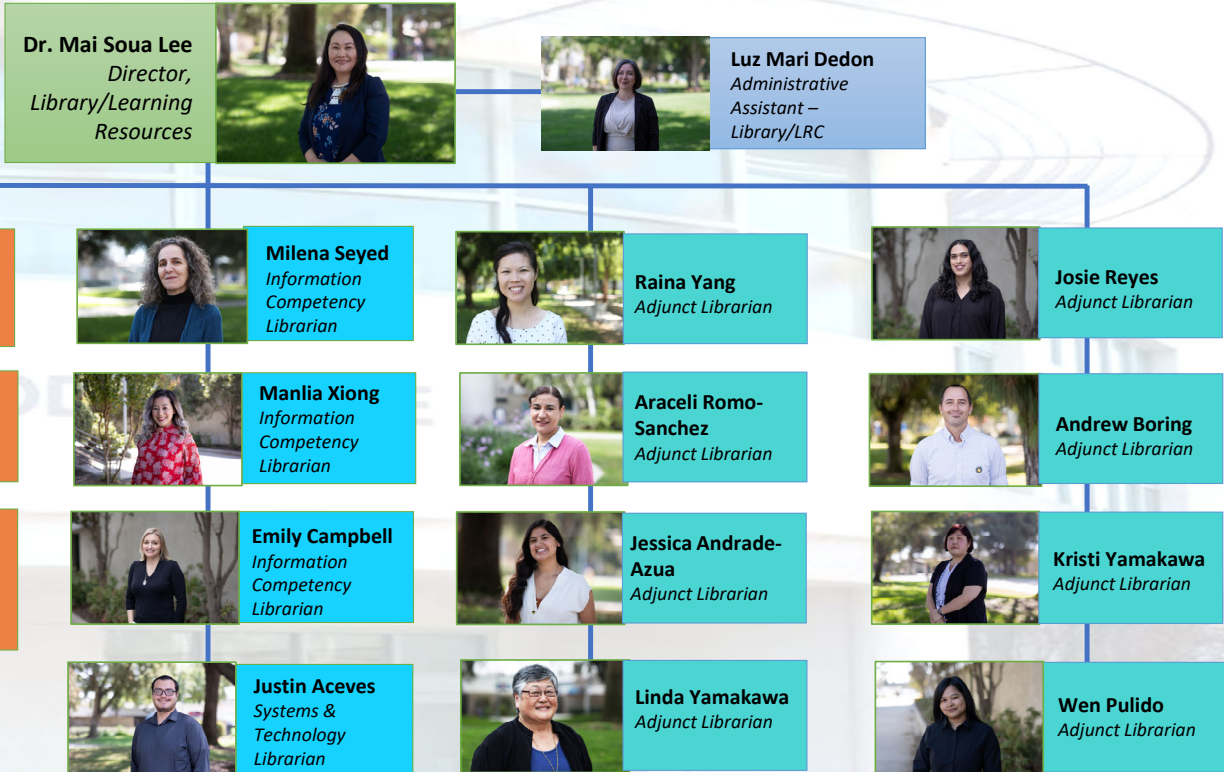 Dr. Mai Soua Lee
Director,
Library/Learning
Resources
Luz Mari Dedon
Administrative
Assistant –
Library/LRC
Milena Seyed
Information
Competency
Librarian
Raina Yang
Adjunct Librarian
Josie Reyes
Adjunct Librarian
Manlia Xiong
Information
Competency
Librarian
Araceli Romo-
Sanchez
Adjunct Librarian
Andrew Boring
Adjunct Librarian
Emily Campbell
Information
Competency
Librarian
Jessica Andrade-
Azua
Adjunct Librarian
Kristi Yamakawa
Adjunct Librarian
Justin Aceves
Systems &
Technology
Librarian
Linda Yamakawa
Adjunct Librarian
Wen Pulido
Adjunct Librarian